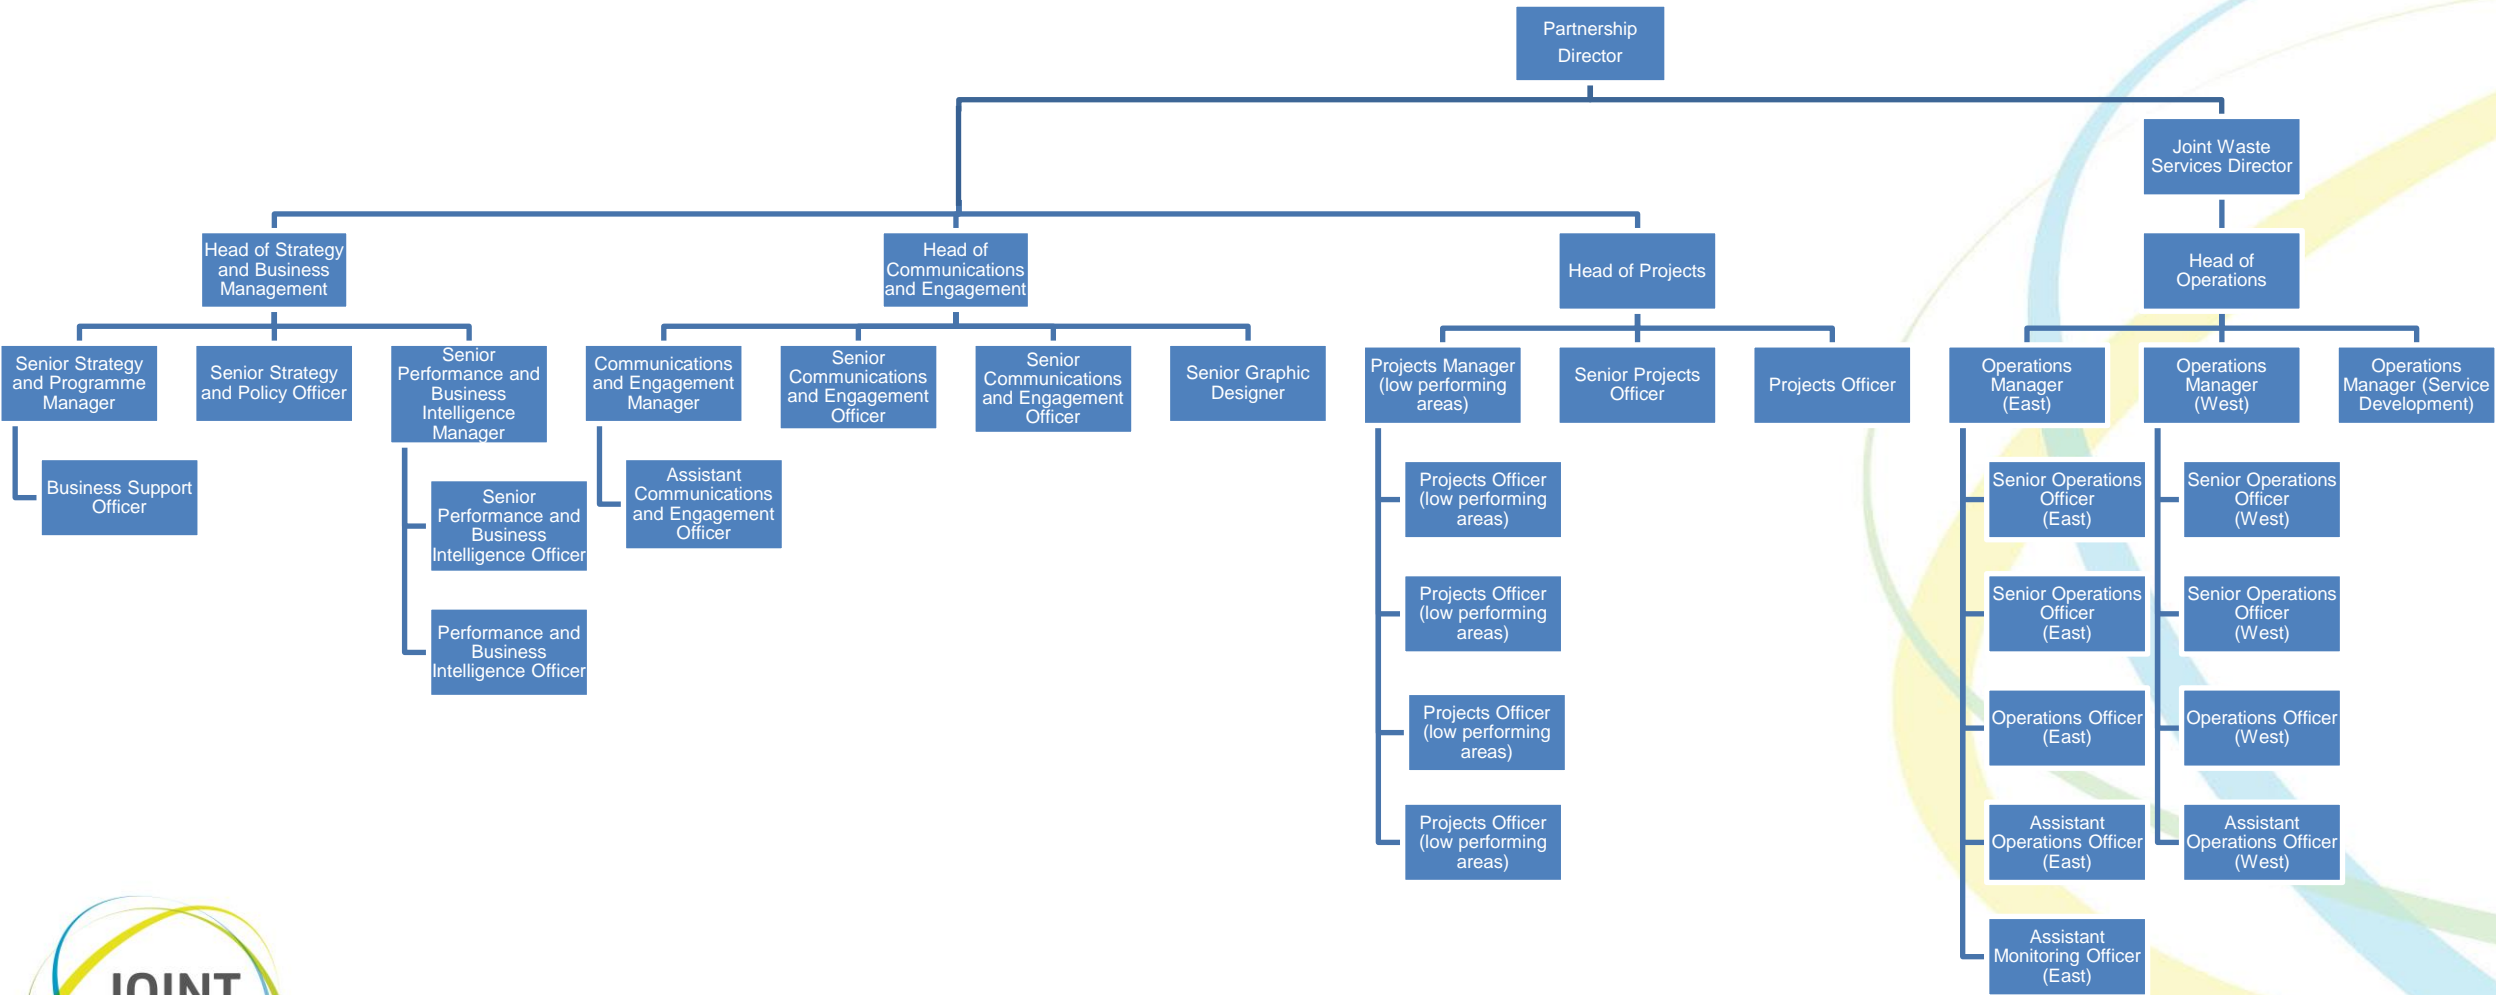 Partnership
Director
Joint Waste
Services Director
Head of Strategy
and Business
Management
Head of
Communications
and Engagement
Head of Projects
Head of
Operations
Senior Strategy
and Programme
Manager
Senior Strategy
and Policy Officer
Senior
Performance and
Business
Intelligence
Manager
Communications
and Engagement
Manager
Senior
Communications
and Engagement
Officer
Senior
Communications
and Engagement
Officer
Senior Graphic
Designer
Projects Manager
(low performing
areas)
Senior Projects
Officer
Projects Officer
Operations
Manager
(East)
Operations
Manager
(West)
Operations
Manager (Service
Development)
Business Support
Officer
Senior
Performance and
Business
Intelligence Officer
Performance and
Business
Intelligence Officer
Assistant
Communications
and Engagement
Officer
Projects Officer
(low performing
areas)
Projects Officer
(low performing
areas)
Projects Officer
(low performing
areas)
Projects Officer
(low performing
areas)
Senior Operations
Officer
(East)
Senior Operations
Officer
(East)
Operations Officer
(East)
Assistant
Operations Officer
(East)
Assistant
Monitoring Officer
(East)
Senior Operations
Officer
(West)
Senior Operations
Officer
(West)
Operations Officer
(West)
Assistant
Operations Officer
(West)
JOINT